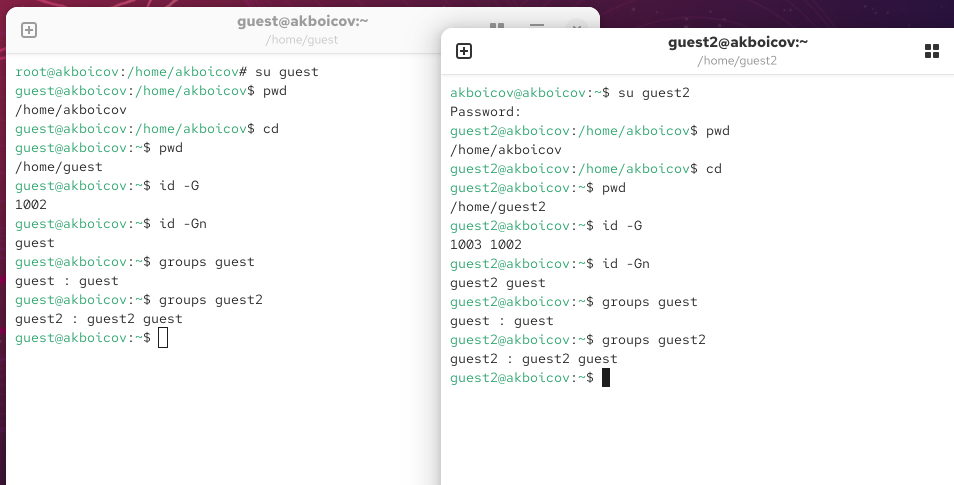 guest@akboicov:~
/home/guest
root@akboicov:/home/akboicov# su guest
guest@akboicov:/home/akboicov$ pwd
/home/akboicov
guest@akboicov:/home/akboicov$ cd
guest@akboicov:~$ pwd
/home/guest
guest@akboicov:~$ id -G
1002
guest@akboicov:~$ id -Gn
guest
guest@akboicov:~$ groups guest
guest : guest
guest@akboicov:~$ groups guest2
guest2 : guest2 guest
guest@akboicov:~$
guest2@akboicov:~
/home/guest2
akboicov@akboicov:~$ su guest2
Password:
guest2@akboicov:/home/akboicov$ pwd
/home/akboicov
guest2@akboicov:/home/akboicov$ cd
guest2@akboicov:~$ pwd
/home/guest2
guest2@akboicov:~$ id -G
1003 1002
guest2@akboicov:~$ id -Gn
guest2 guest
guest2@akboicov:~$ groups guest
guest : guest
guest2@akboicov:~$ groups guest2
guest2 : guest2 guest
guest2@akboicov:~$